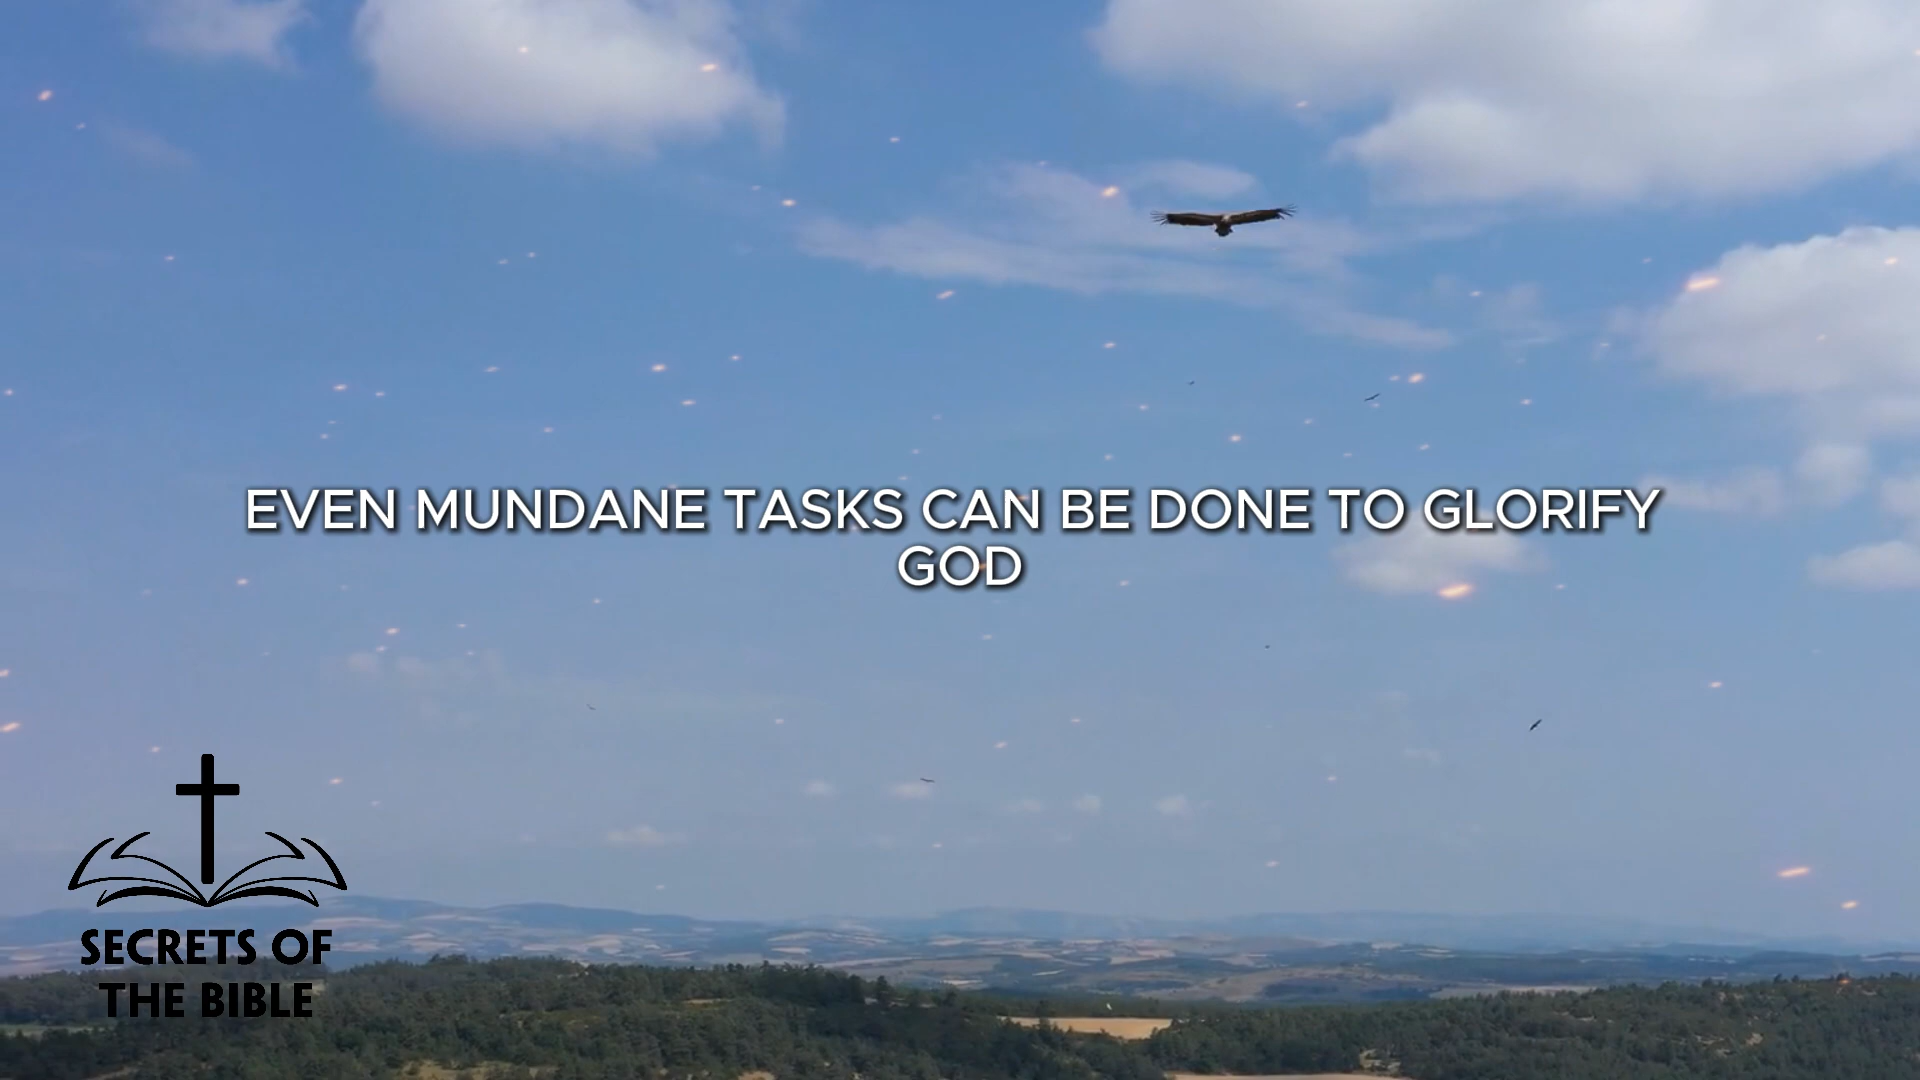 EVEN MUNDANE TASKS CAN BE DONE TO GLORIFY
GOD
SECRETS OF
THE BIBLE